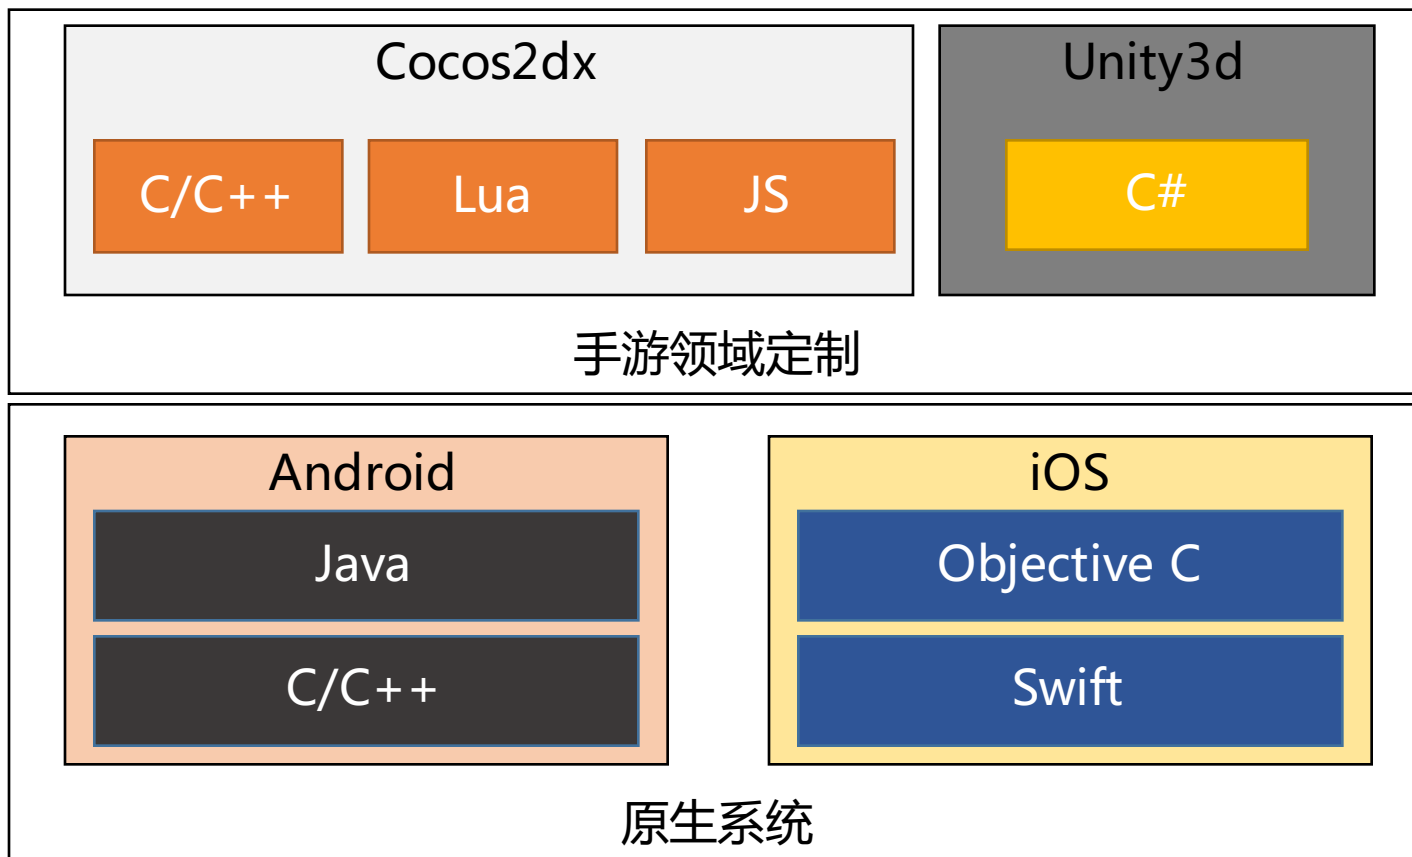 Cocos2dx
Unity3d
C/C++
Lua
JS
C#
手游领域定制
Android
iOS
Java
Objective C
C/C++
Swift
原生系统